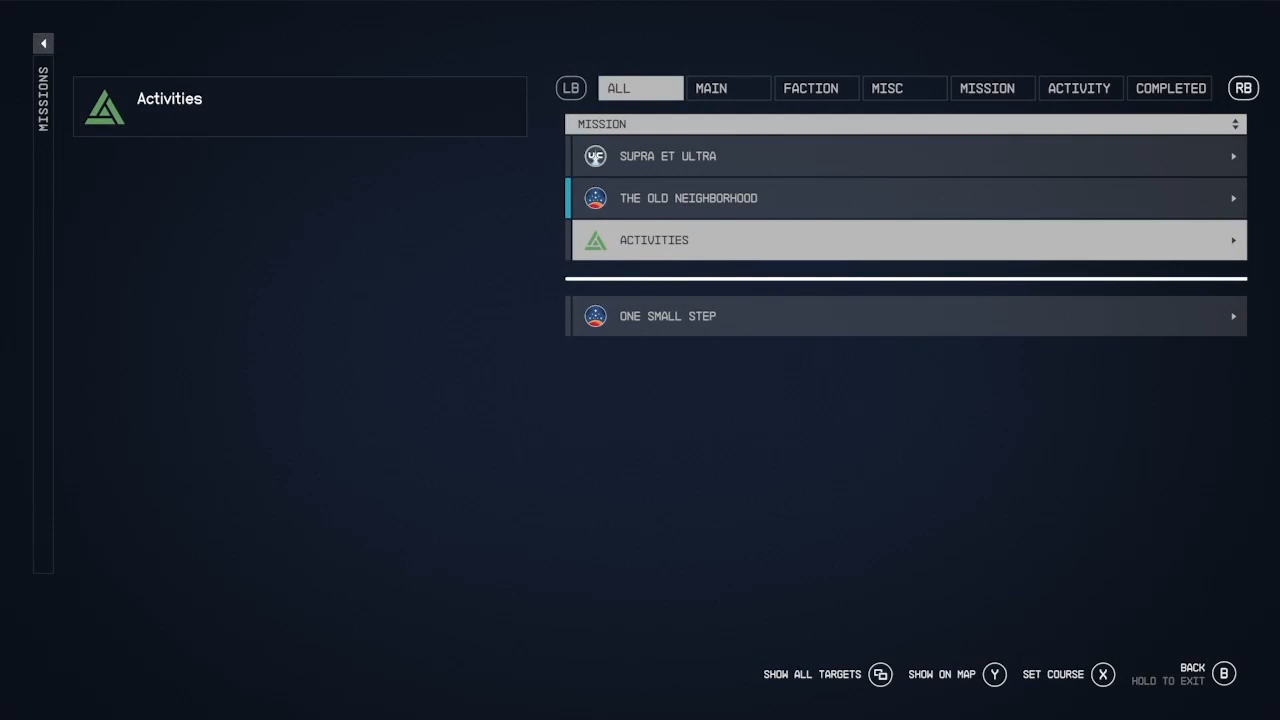 MISSIONS
Activities
LB ALL MAIN FACTION MISC MISSION ACTIVITY COMPLETED RB
MISSION
UC SUPRA ET ULTRA
THE OLD NEIGHBORHOOD
ACTIVITIES
ONE SMALL STEP
SHOW ALL TARGETS SHOW ON MAP Y SET COURSE X BACK B
HOLD TO EXIT